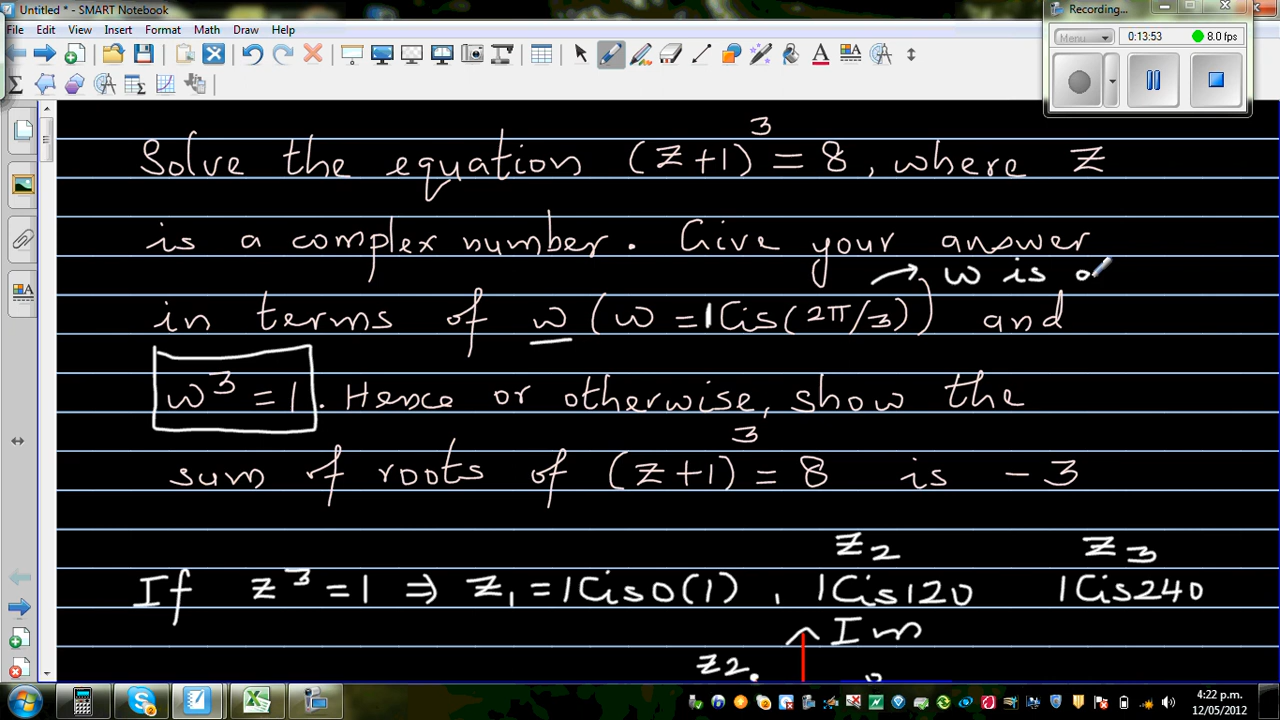 Untitled * - SMART Notebook
Recording...
File Edit View Insert Format Math Draw Help
Menu
0:13:53
8.0 fps
Solve the equation (z+1)³ = 8, where z
is a complex number. Give your answer
→ w is
in terms of w (w = 1Cis(2π/3)) and
w³ = 1. Hence or otherwise, show the
sum of roots of (z+1)³ = 8 is -3
z2 z3
If z³ = 1 ⇒ z₁ = 1Cis0(1), 1Cis120 1Cis240
Im
z2.
4:22 p.m.
12/05/2012